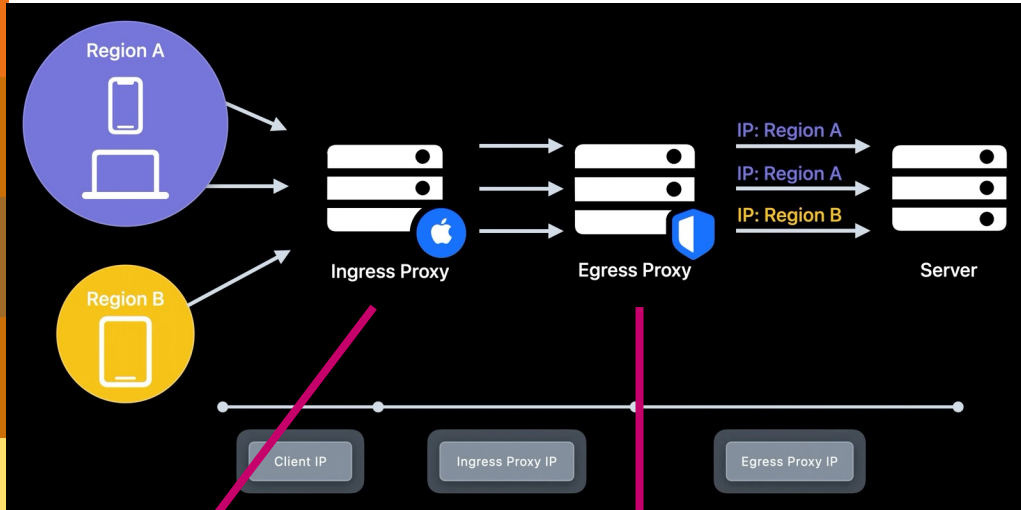 Region A
IP: Region A
IP: Region A
IP: Region B
Ingress Proxy
Egress Proxy
Server
Region B
Client IP
Ingress Proxy IP
Egress Proxy IP